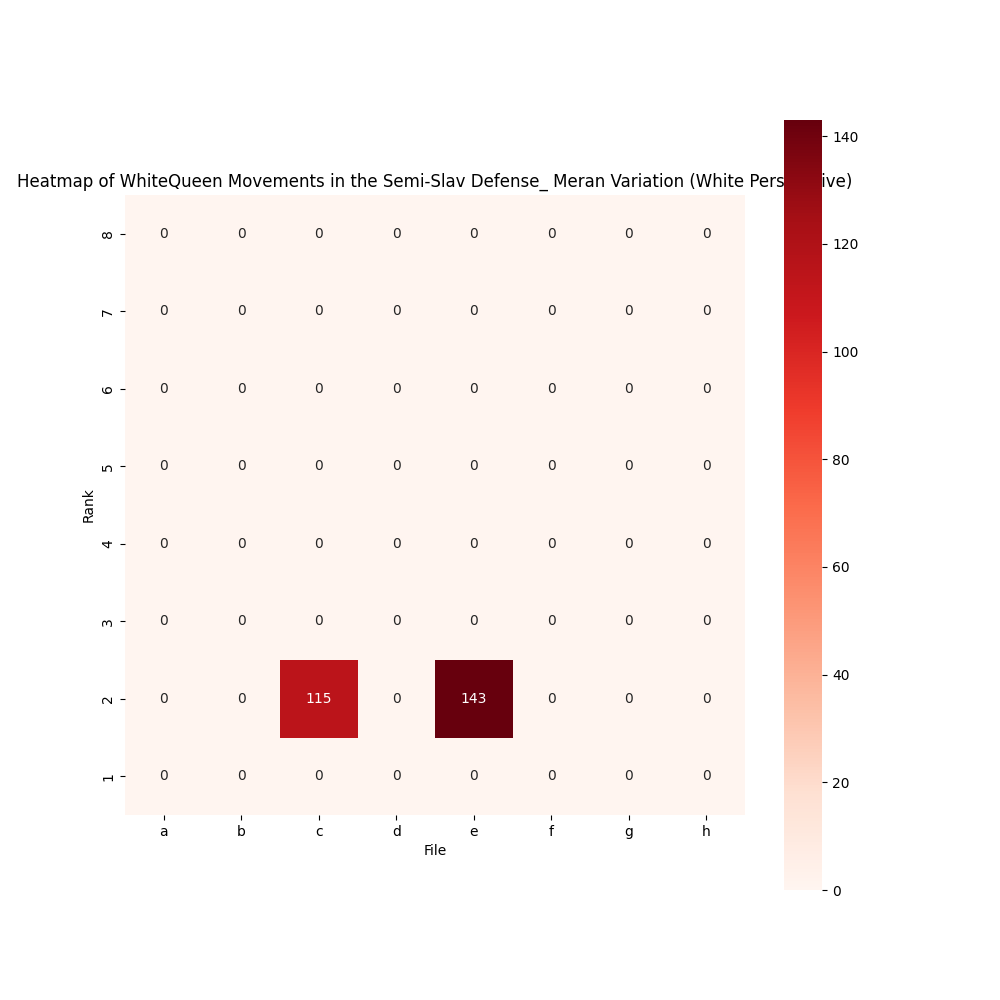 Heatmap of WhiteQueen Movements in the Semi-Slav Defense_ Meran Variation (White Pers ive)
140
120
100
80
60
40
20
0
Rank
8 0 0 0 0 0 0 0 0
7 0 0 0 0 0 0 0 0
6 0 0 0 0 0 0 0 0
5 0 0 0 0 0 0 0 0
4 0 0 0 0 0 0 0 0
3 0 0 0 0 0 0 0 0
2 0 0 115 0 143 0 0 0
1 0 0 0 0 0 0 0 0
a b c d e f g h
File